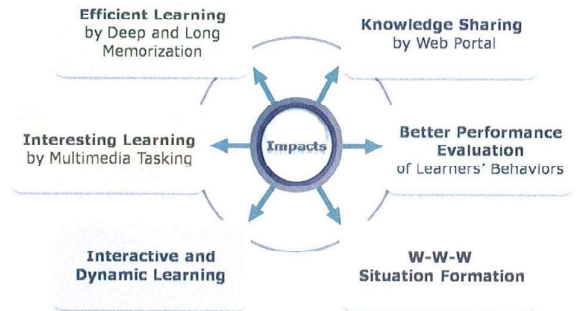 Efficient Learning
by Deep and Long
Memorization
Knowledge Sharing
by Web Portal
Interesting Learning
by Multimedia Tasking
Impacts
Better Performance
Evaluation
of Learners' Behaviors
Interactive and
Dynamic Learning
W-W-W
Situation Formation